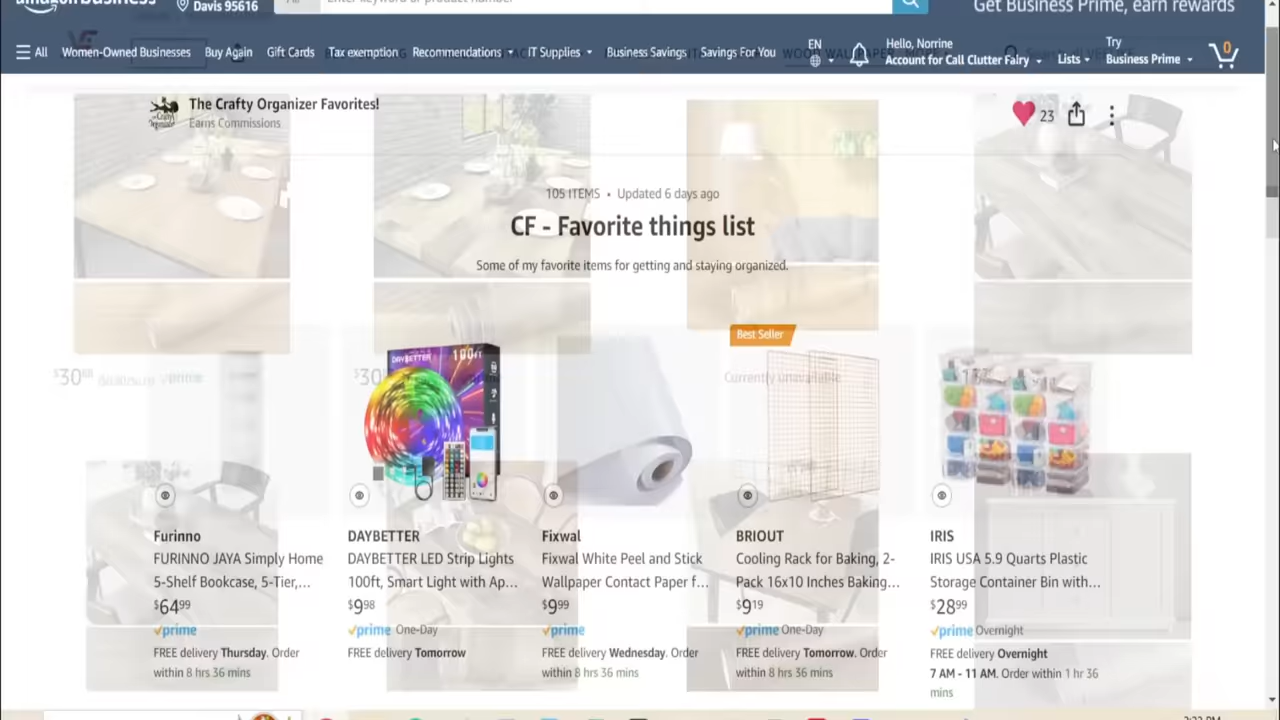 Davis 95616
Get Business Prime, earn rewards
All Women-Owned Businesses Buy Again Gift Cards Tax exemption Recommendations IT Supplies Business Savings Savings For You
EN
Hello, Norrine
Account for Call Clutter Fairy
Lists
Try
Business Prime
0
The Crafty Organizer Favorites!
Earns Commissions
23
105 ITEMS • Updated 6 days ago
CF - Favorite things list
Some of my favorite items for getting and staying organized.
Best Seller
$30
$30
Currently unavailable
DAYBETTER 100FT
Furinno
FURINNO JAYA Simply Home
5-Shelf Bookcase, 5-Tier,...
$64.99
prime
FREE delivery Thursday. Order
within 8 hrs 36 mins
DAYBETTER
DAYBETTER LED Strip Lights
100ft, Smart Light with Ap...
$9.98
prime One-Day
FREE delivery Tomorrow
Fixwal
Fixwal White Peel and Stick
Wallpaper Contact Paper f...
$9.99
prime
FREE delivery Wednesday. Order
within 8 hrs 36 mins
BRIOUT
Cooling Rack for Baking, 2-
Pack 16x10 Inches Baking...
$9.19
prime One-Day
FREE delivery Tomorrow. Order
within 8 hrs 36 mins
IRIS
IRIS USA 5.9 Quarts Plastic
Storage Container Bin with...
$28.99
prime Overnight
FREE delivery Overnight
7 AM - 11 AM. Order within 1 hr 36
mins